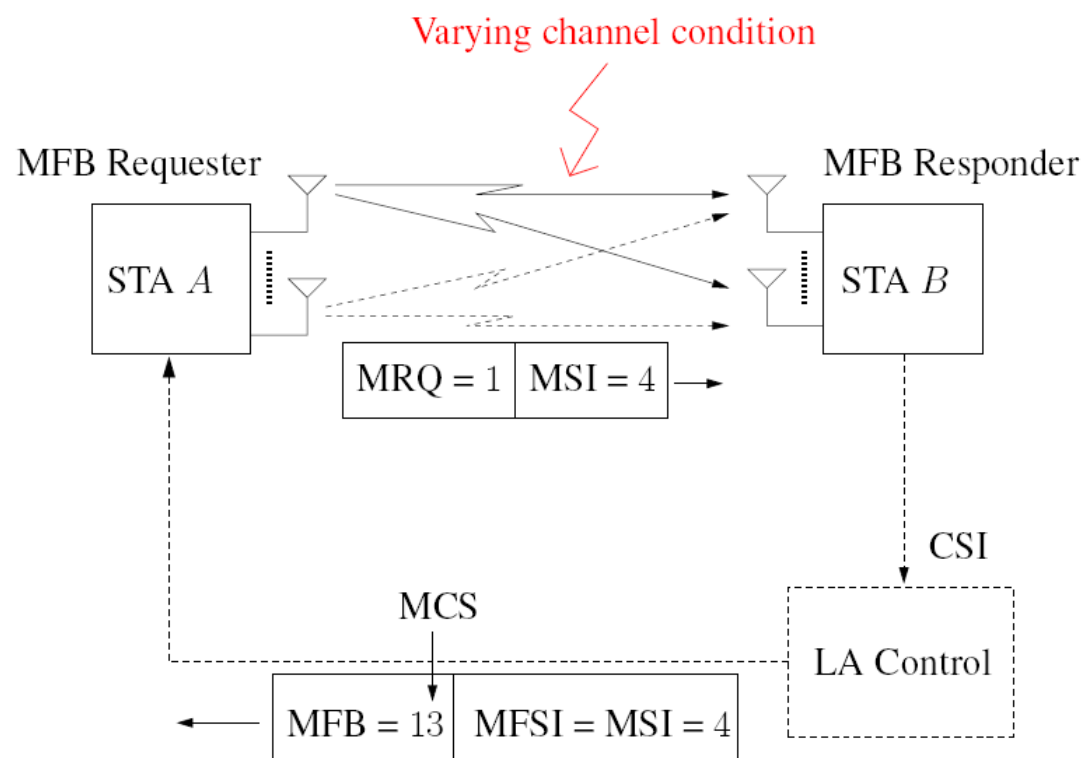 Varying channel condition
MFB Requester
MFB Responder
STA A
STA B
MRQ = 1
MSI = 4
CSI
MCS
LA Control
MFB = 13
MFSI = MSI = 4